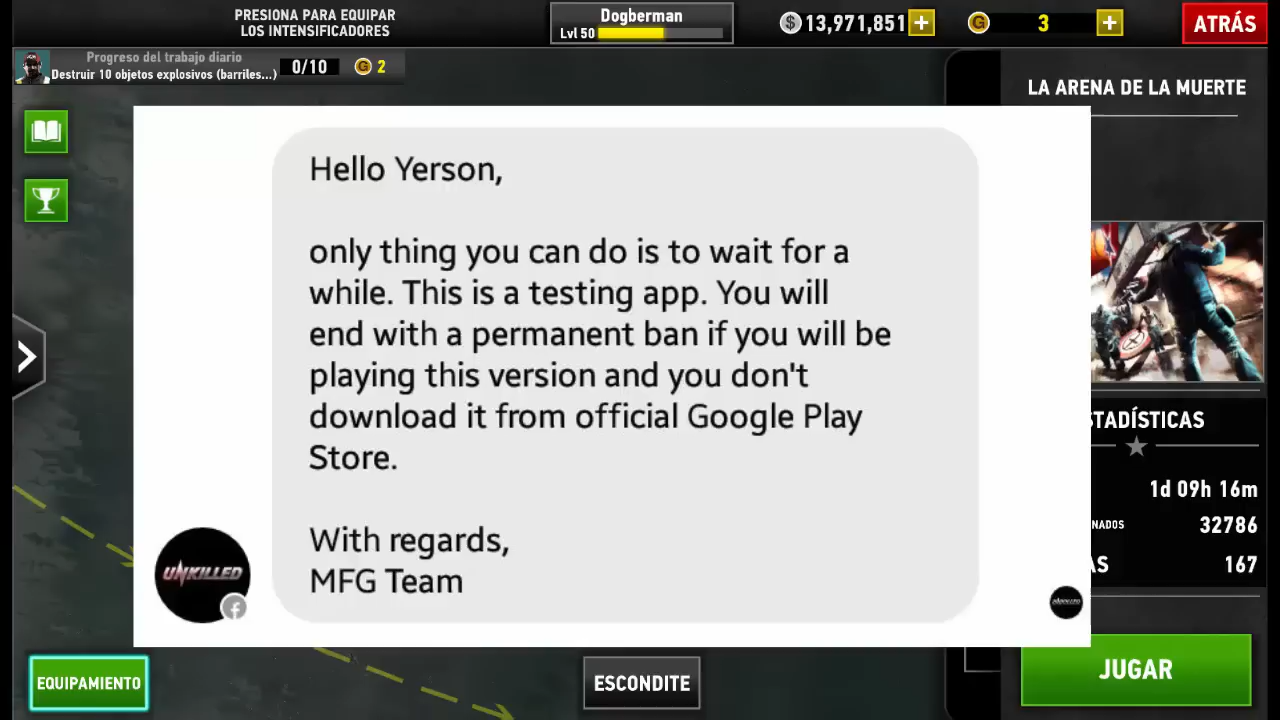 PRESIONA PARA EQUIPAR
LOS INTENSIFICADORES
Dogberman
Lvl 50
$ 13,971,851 +
G 3 +
ATRÁS
Progreso del trabajo diario
Destruir 10 objetos explosivos (barriles...)
0/10
G 2
LA ARENA DE LA MUERTE
Hello Yerson,
only thing you can do is to wait for a
while. This is a testing app. You will
end with a permanent ban if you will be
playing this version and you don't
download it from official Google Play
Store.
With regards,
MFG Team
UNKILLED
f
UNKILLED
STADÍSTICAS
1d 09h 16m
NADOS 32786
AS 167
EQUIPAMIENTO
ESCONDITE
JUGAR